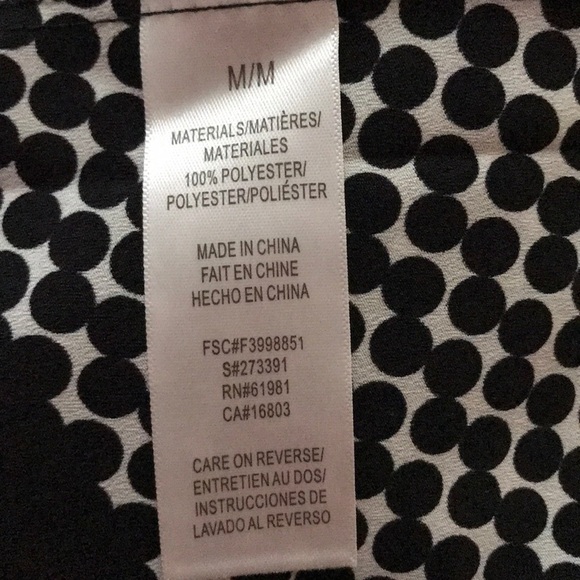 M/M
MATERIALS/MATIÈRES/
MATERIALES
100% POLYESTER/
POLYESTER/POLIÉSTER
MADE IN CHINA
FAIT EN CHINE
HECHO EN CHINA
FSC#F3998851
S#273391
RN#61981
CA#16803
CARE ON REVERSE/
ENTRETIEN AU DOS/
INSTRUCCIONES DE
LAVADO AL REVERSO